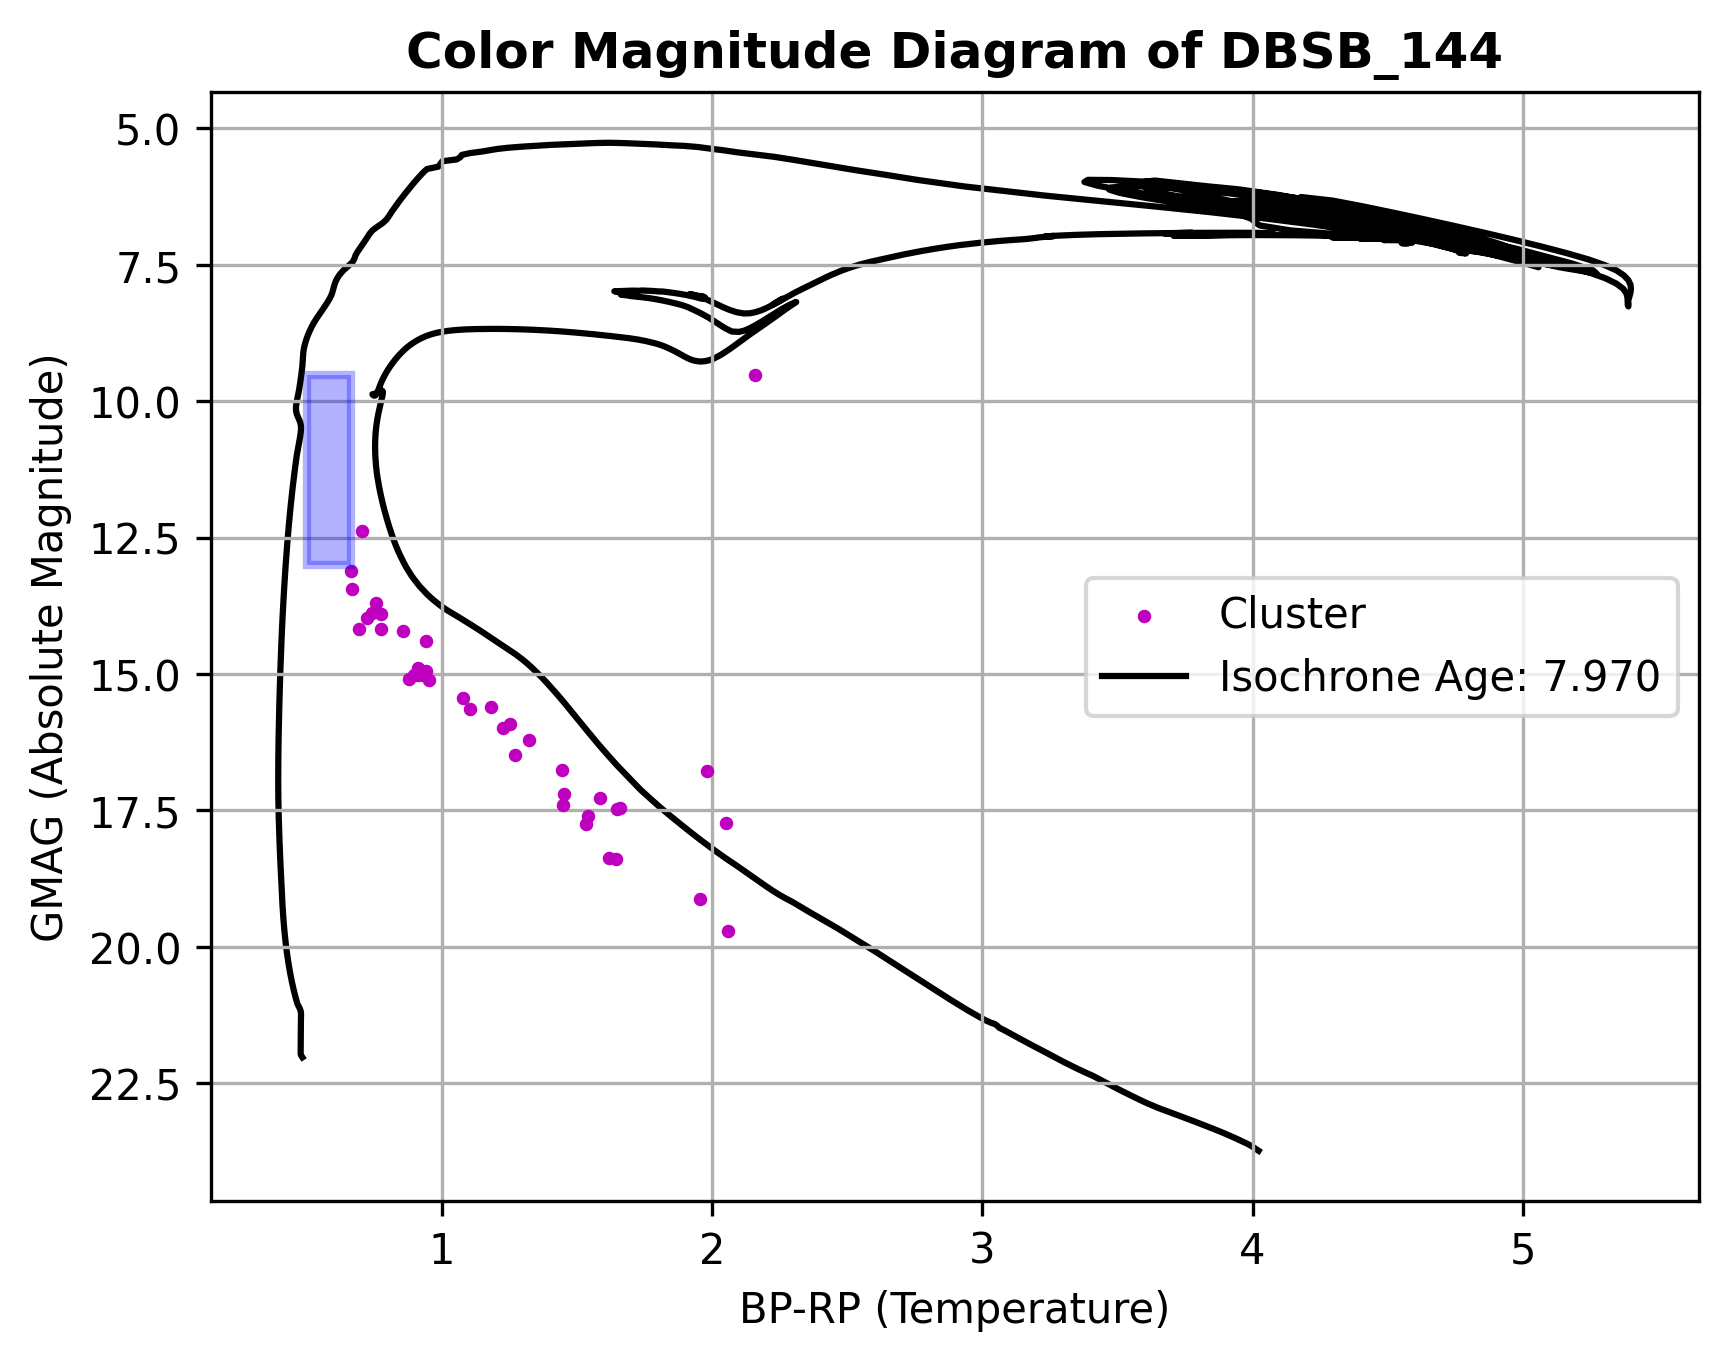 Color Magnitude Diagram of DBSB_144
GMAG (Absolute Magnitude)
5.0
7.5
10.0
12.5
15.0
17.5
20.0
22.5
Cluster
Isochrone Age: 7.970
1 2 3 4 5
BP-RP (Temperature)